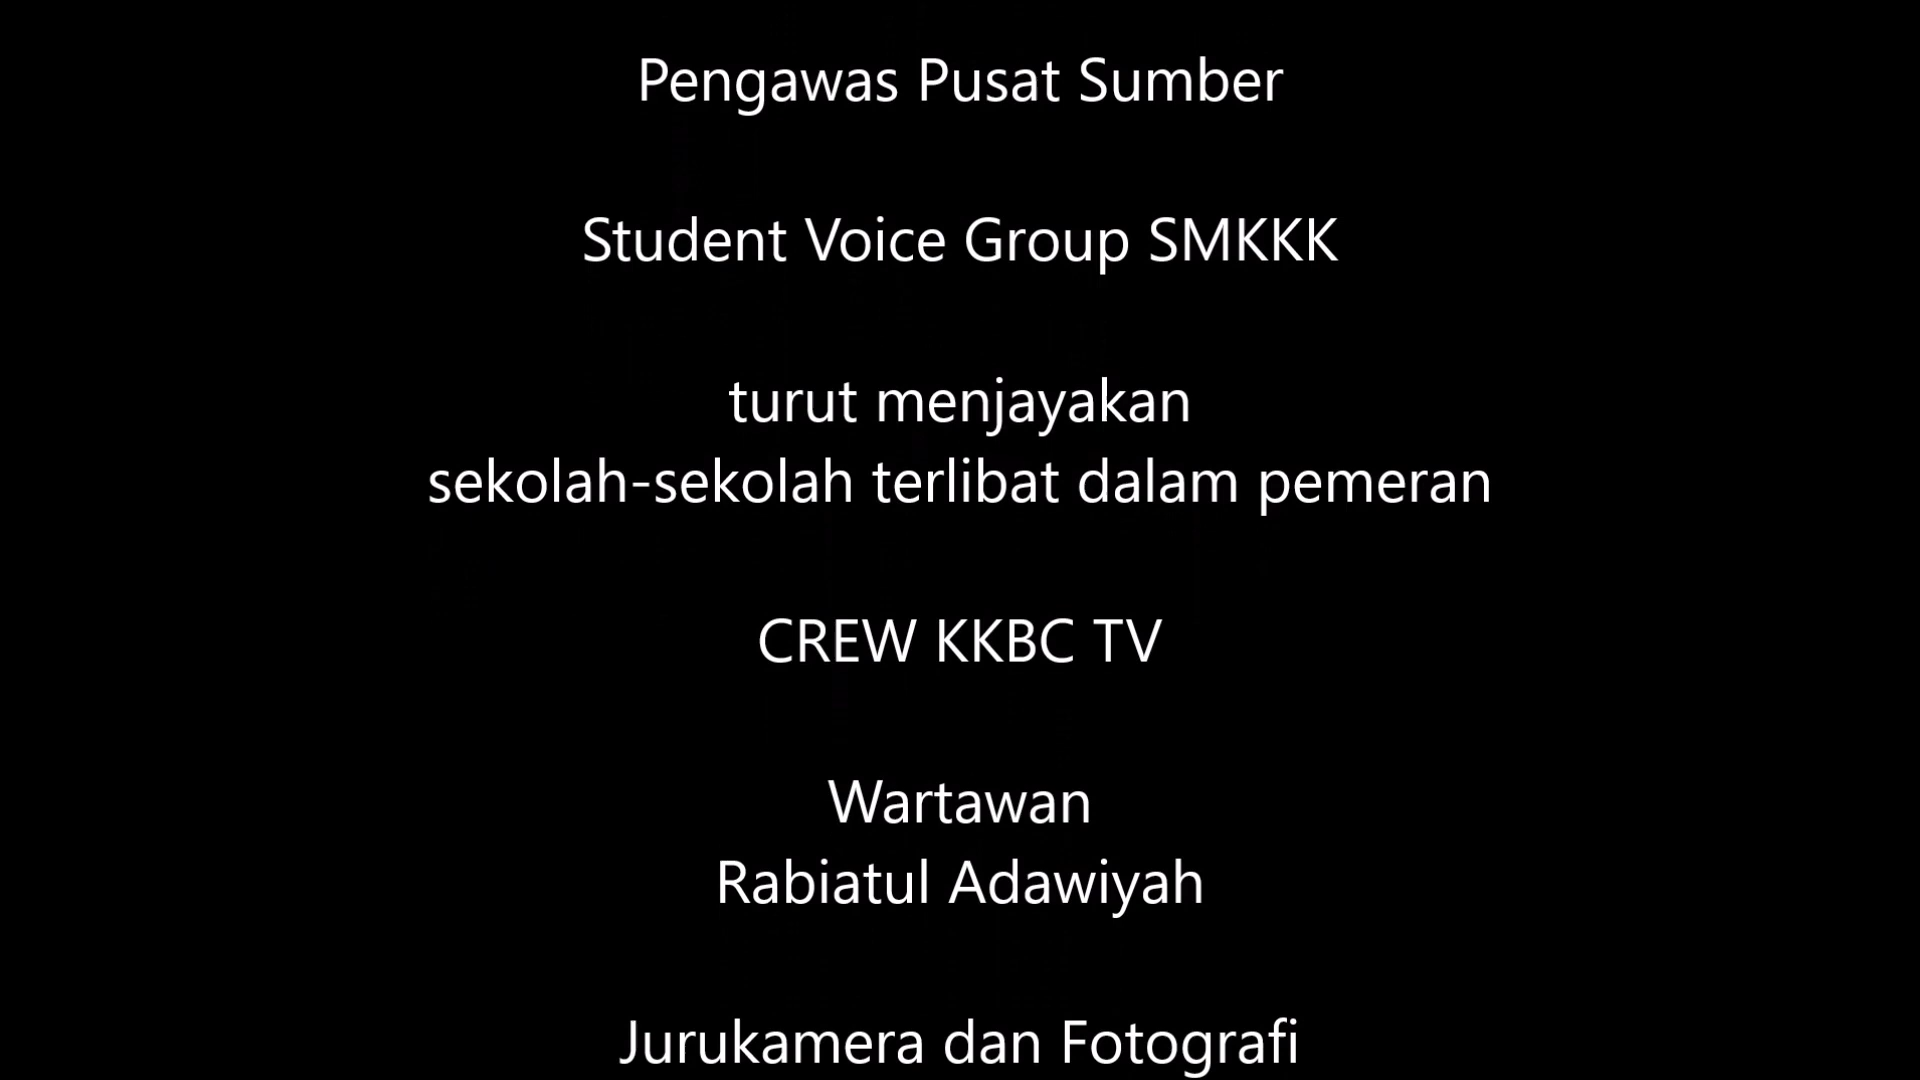 Pengawas Pusat Sumber
Student Voice Group SMKKK
turut menjayakan
sekolah-sekolah terlibat dalam pemeran
CREW KKBC TV
Wartawan
Rabiatul Adawiyah
Jurukamera dan Fotografi